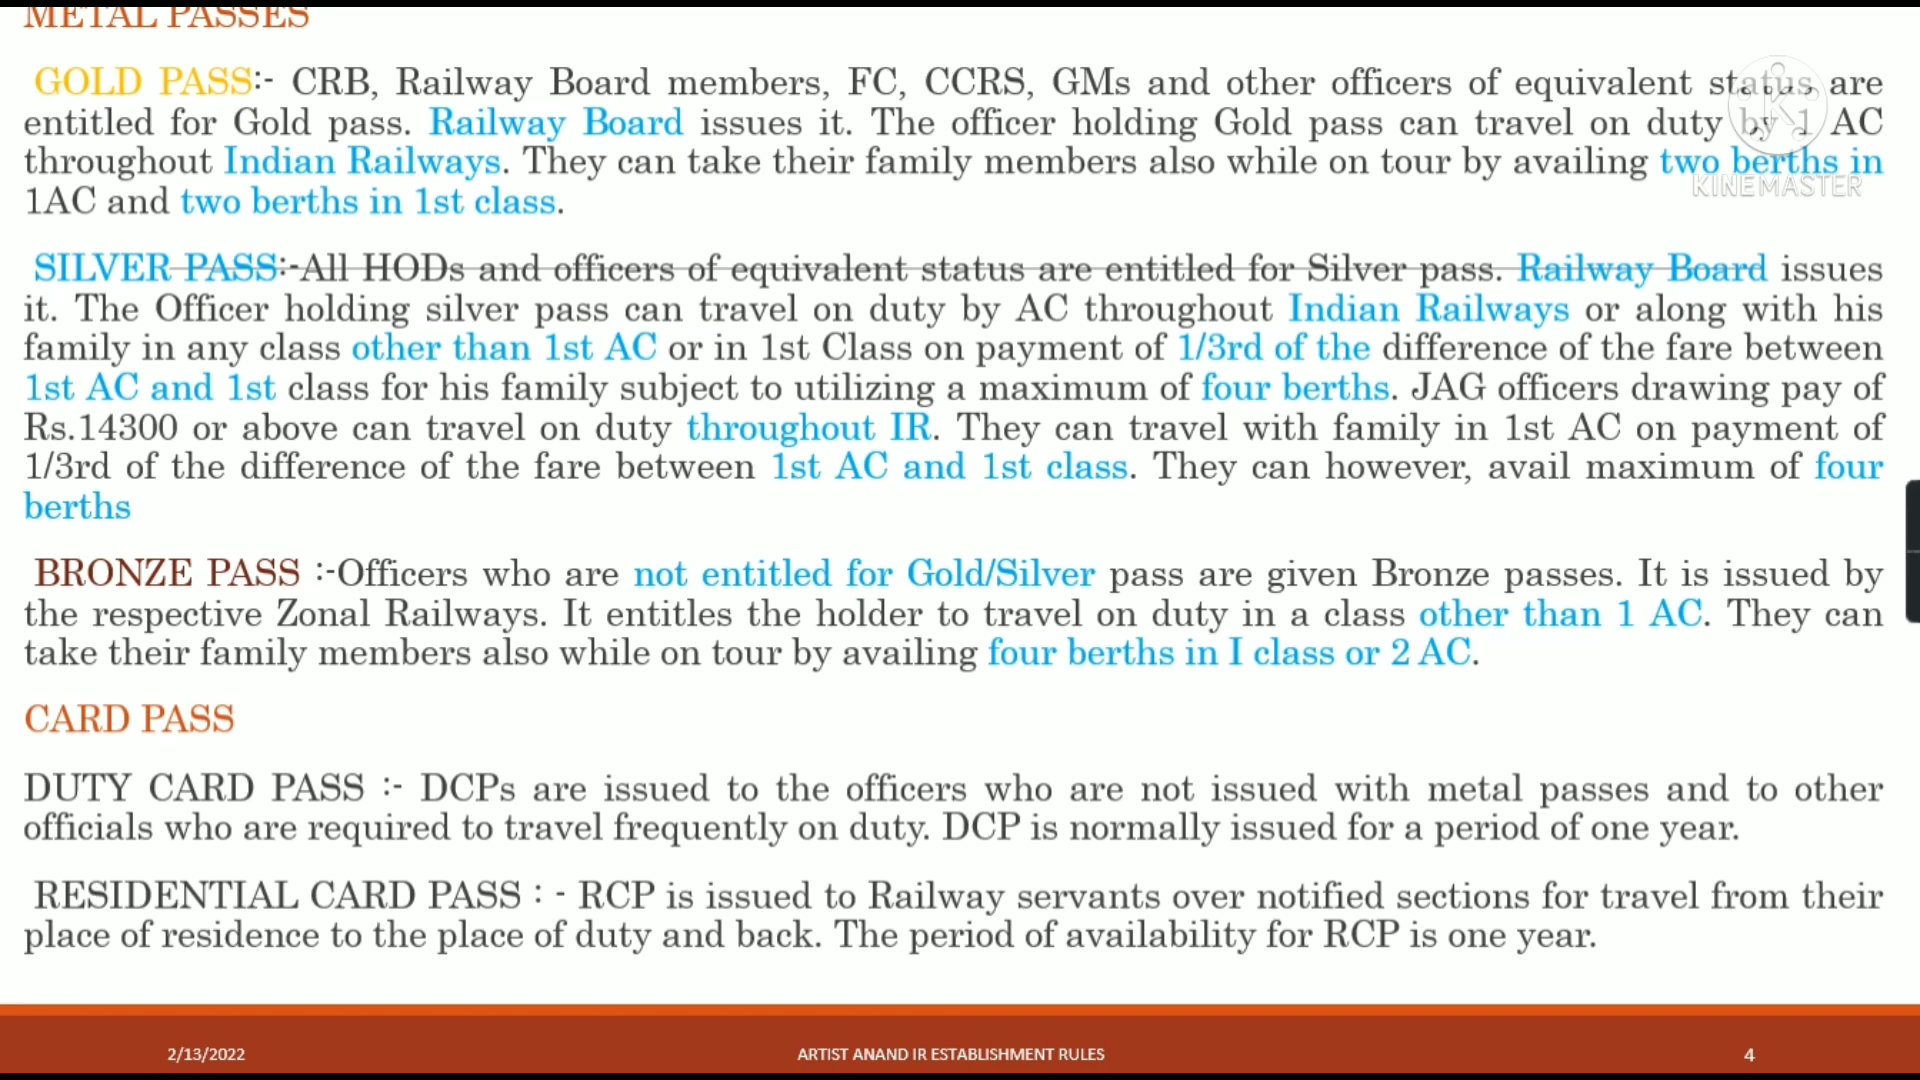 METAL PASSES
GOLD PASS:- CRB, Railway Board members, FC, CCRS, GMs and other officers of equivalent status are
entitled for Gold pass. Railway Board issues it. The officer holding Gold pass can travel on duty by 1 AC
throughout Indian Railways. They can take their family members also while on tour by availing two berths in
1AC and two berths in 1st class.
KINEMASTER
SILVER PASS:-All HODs and officers of equivalent status are entitled for Silver pass. Railway Board issues
it. The Officer holding silver pass can travel on duty by AC throughout Indian Railways or along with his
family in any class other than 1st AC or in 1st Class on payment of 1/3rd of the difference of the fare between
1st AC and 1st class for his family subject to utilizing a maximum of four berths. JAG officers drawing pay of
Rs.14300 or above can travel on duty throughout IR. They can travel with family in 1st AC on payment of
1/3rd of the difference of the fare between 1st AC and 1st class. They can however, avail maximum of four
berths
BRONZE PASS :-Officers who are not entitled for Gold/Silver pass are given Bronze passes. It is issued by
the respective Zonal Railways. It entitles the holder to travel on duty in a class other than 1 AC. They can
take their family members also while on tour by availing four berths in I class or 2 AC.
CARD PASS
DUTY CARD PASS :- DCPs are issued to the officers who are not issued with metal passes and to other
officials who are required to travel frequently on duty. DCP is normally issued for a period of one year.
RESIDENTIAL CARD PASS : - RCP is issued to Railway servants over notified sections for travel from their
place of residence to the place of duty and back. The period of availability for RCP is one year.
2/13/2022
ARTIST ANAND IR ESTABLISHMENT RULES
4